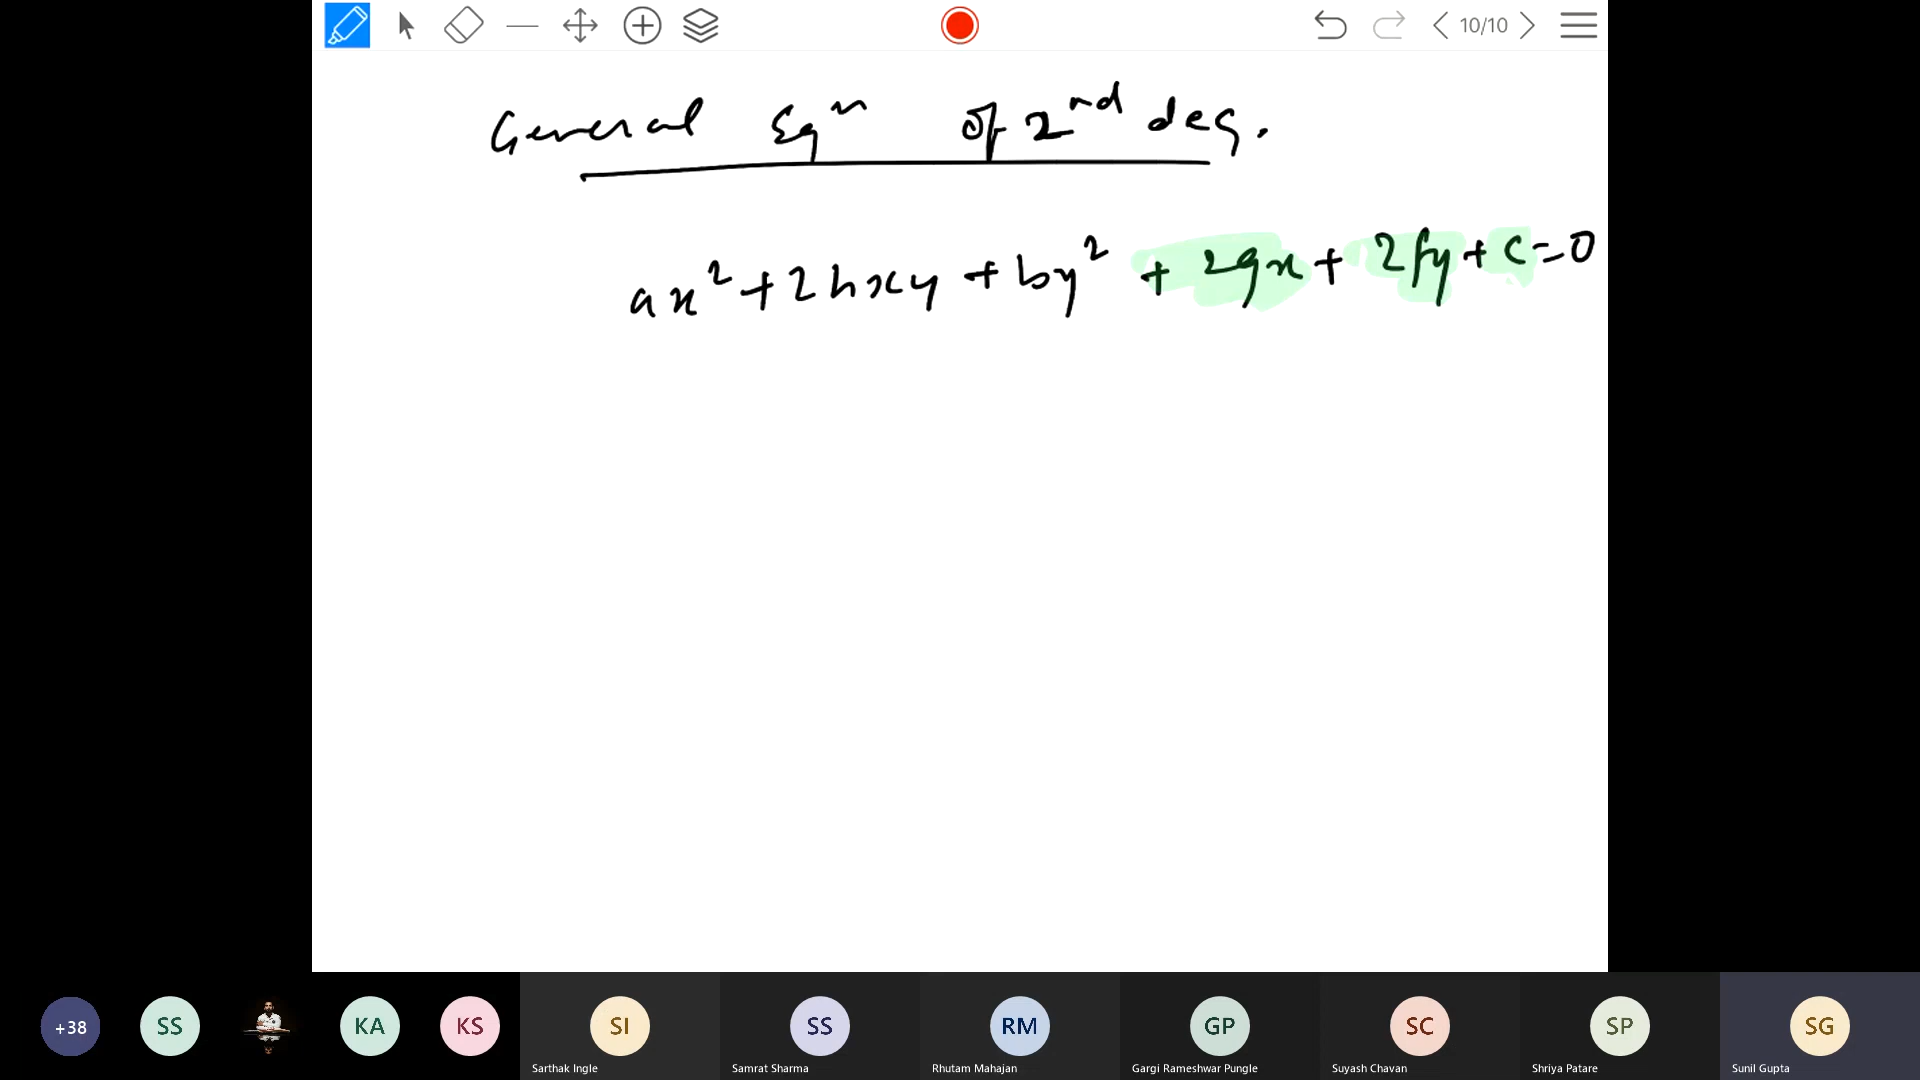 10/10
General Eqⁿ of 2ⁿᵈ deg.
ax² + 2hxy + by² + 2gx + 2fy + c = 0
+38 SS KA KS SI SS RM GP SC SP SG
Sarthak Ingle Samrat Sharma Rhutam Mahajan Gargi Rameshwar Pungle Suyash Chavan Shriya Patare Sunil Gupta